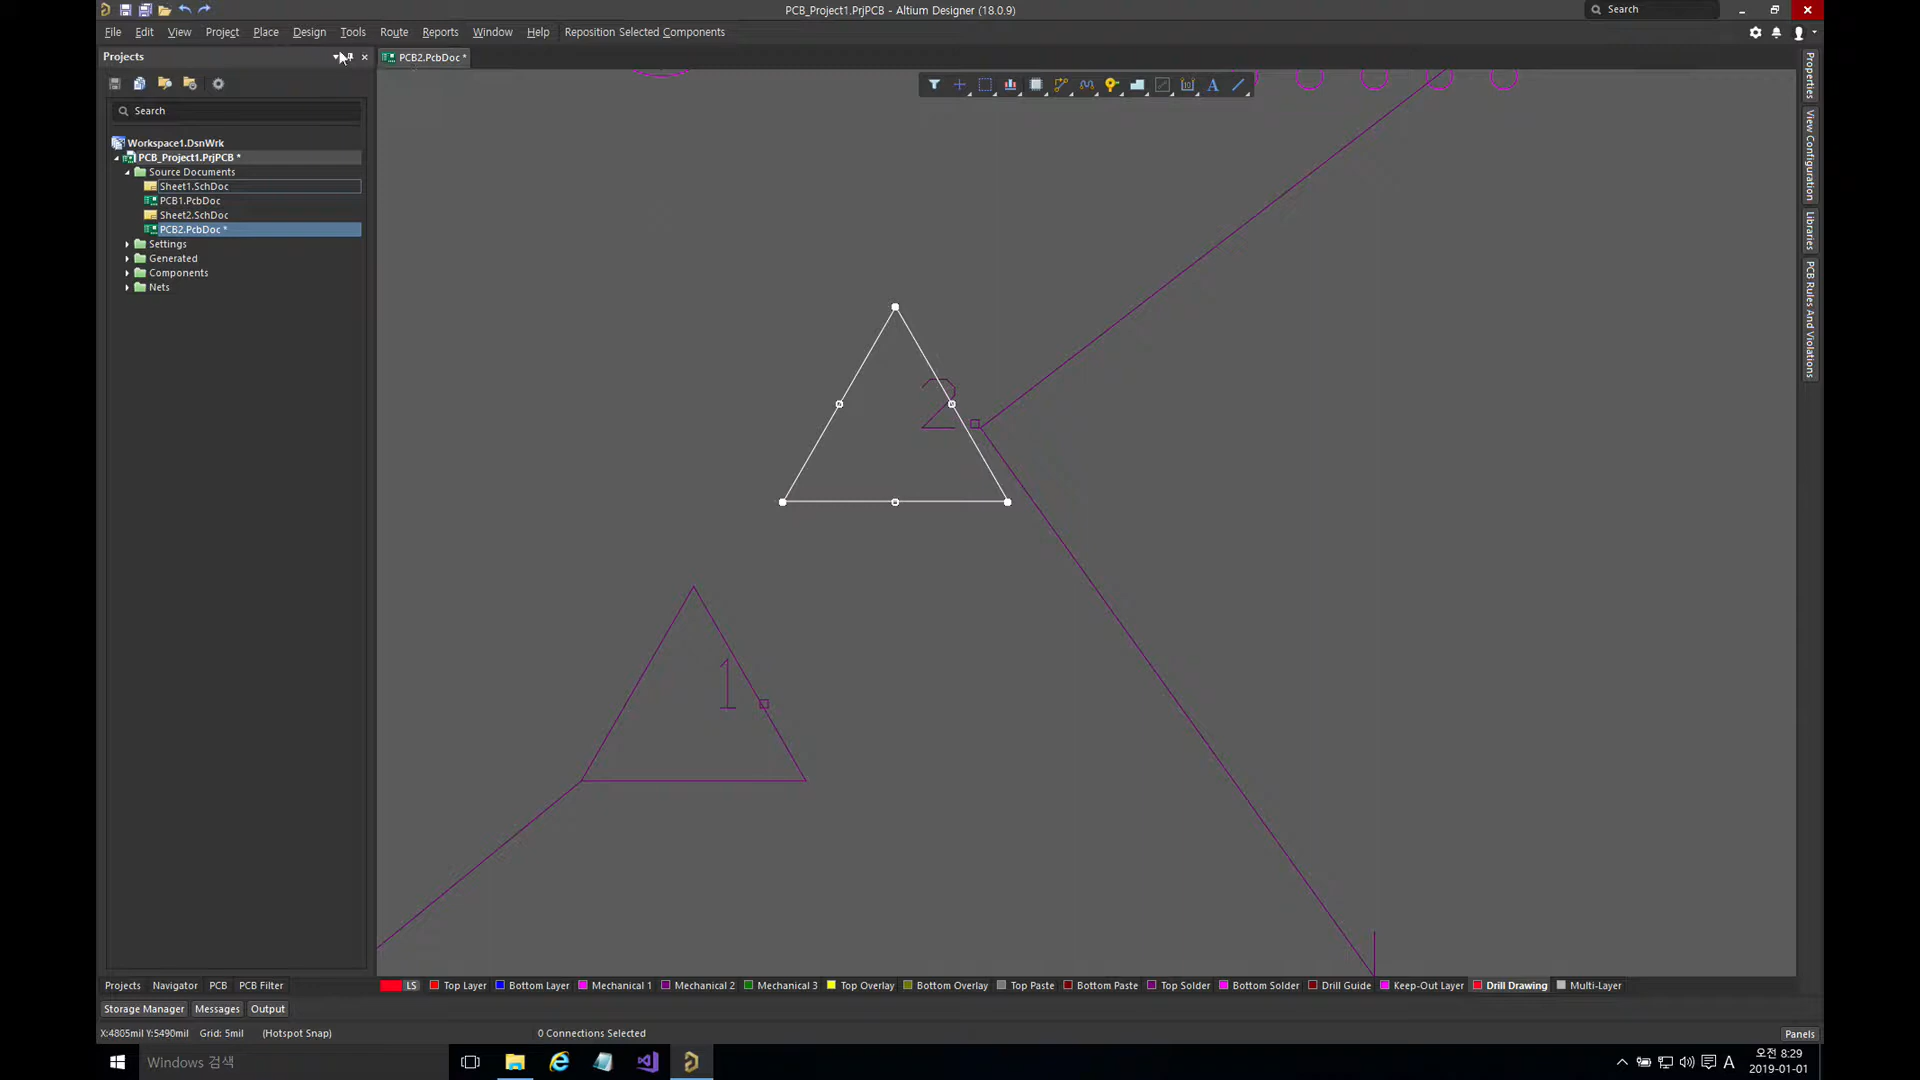 PCB_Project1.PrjPCB - Altium Designer (18.0.9)
Search
File Edit View Project Place Design Tools Route Reports Window Help Reposition Selected Components
Projects
PCB2.PcbDoc *
Search
Workspace1.DsnWrk
PCB_Project1.PrjPCB *
Source Documents
Sheet1.SchDoc
PCB1.PcbDoc
Sheet2.SchDoc
PCB2.PcbDoc *
Settings
Generated
Components
Nets
2
1
Properties
View Configuration
Libraries
PCB Rules And Violations
Projects Navigator PCB PCB Filter
LS Top Layer Bottom Layer Mechanical 1 Mechanical 2 Mechanical 3 Top Overlay Bottom Overlay Top Paste Bottom Paste Top Solder Bottom Solder Drill Guide Keep-Out Layer Drill Drawing Multi-Layer
Storage Manager Messages Output
X:4805mil Y:5490mil Grid: 5mil (Hotspot Snap) 0 Connections Selected Panels
Windows 검색
A
오전 8:29
2019-01-01